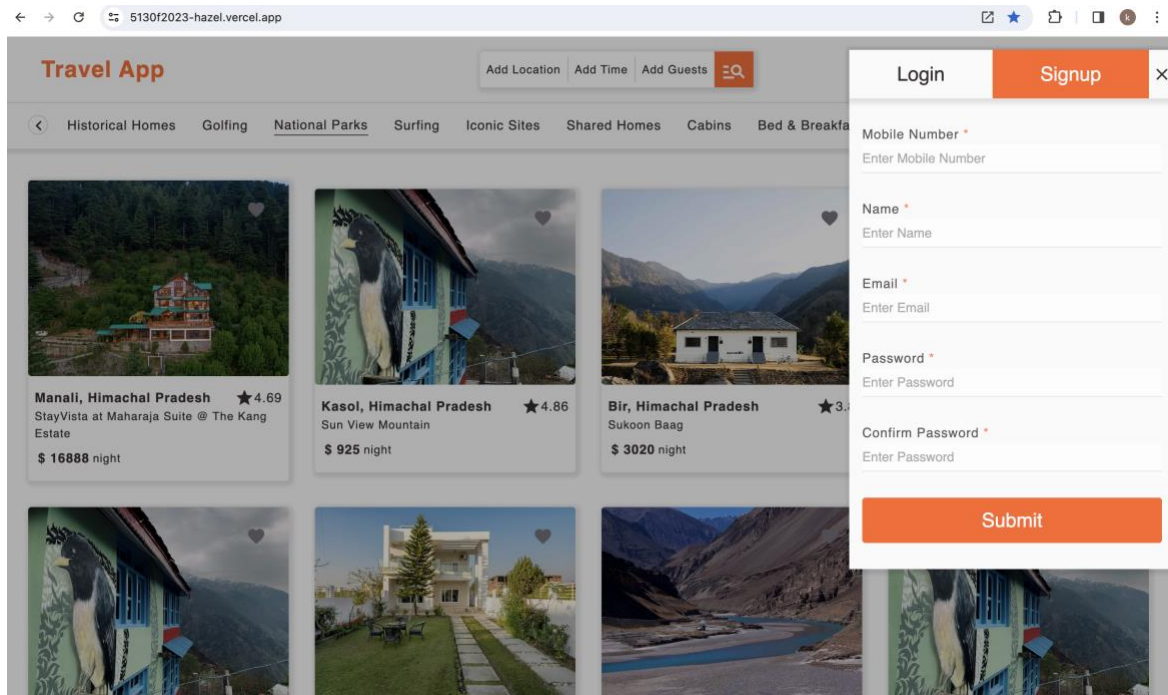 5130f2023-hazel.vercel.app
k
Travel App
Add Location Add Time Add Guests
Login Signup
Historical Homes Golfing National Parks Surfing Iconic Sites Shared Homes Cabins Bed &
Mobile Number *
Enter Mobile Number
Name *
Enter Name
Email *
Enter Email
Password *
Enter Password
Confirm Password *
Enter Password
Submit
Manali, Himachal Pradesh ★4.69
StayVista at Maharaja Suite @ The Kang
Estate
$ 16888 night
Kasol, Himachal Pradesh ★4.86
Sun View Mountain
$ 925 night
Bir, Himachal Pradesh ★3.
Sukoon Baag
$ 3020 night